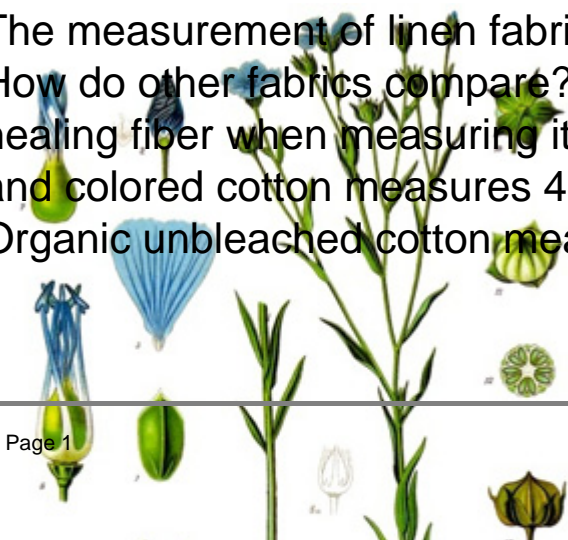 The measurement of linen fabri
How do other fabrics compare?
healing fiber when measuring it
and colored cotton measures 4
Organic unbleached cotton mea
Page 1